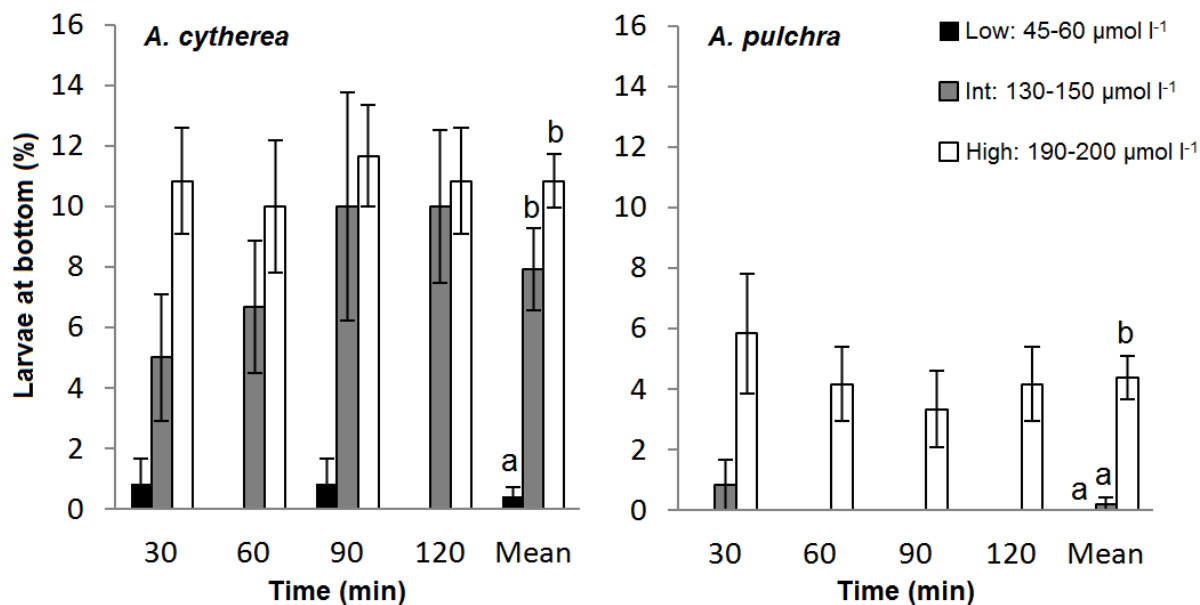 A. cytherea
16
14
12
10
8
6
4
2
0
Larvae at bottom (%)
a
b
b
30 60 90 120 Mean
Time (min)
A. pulchra
Low: 45-60 µmol l⁻¹
Int: 130-150 µmol l⁻¹
High: 190-200 µmol l⁻¹
16
14
12
10
8
6
4
2
0
a
a
b
30 60 90 120 Mean
Time (min)